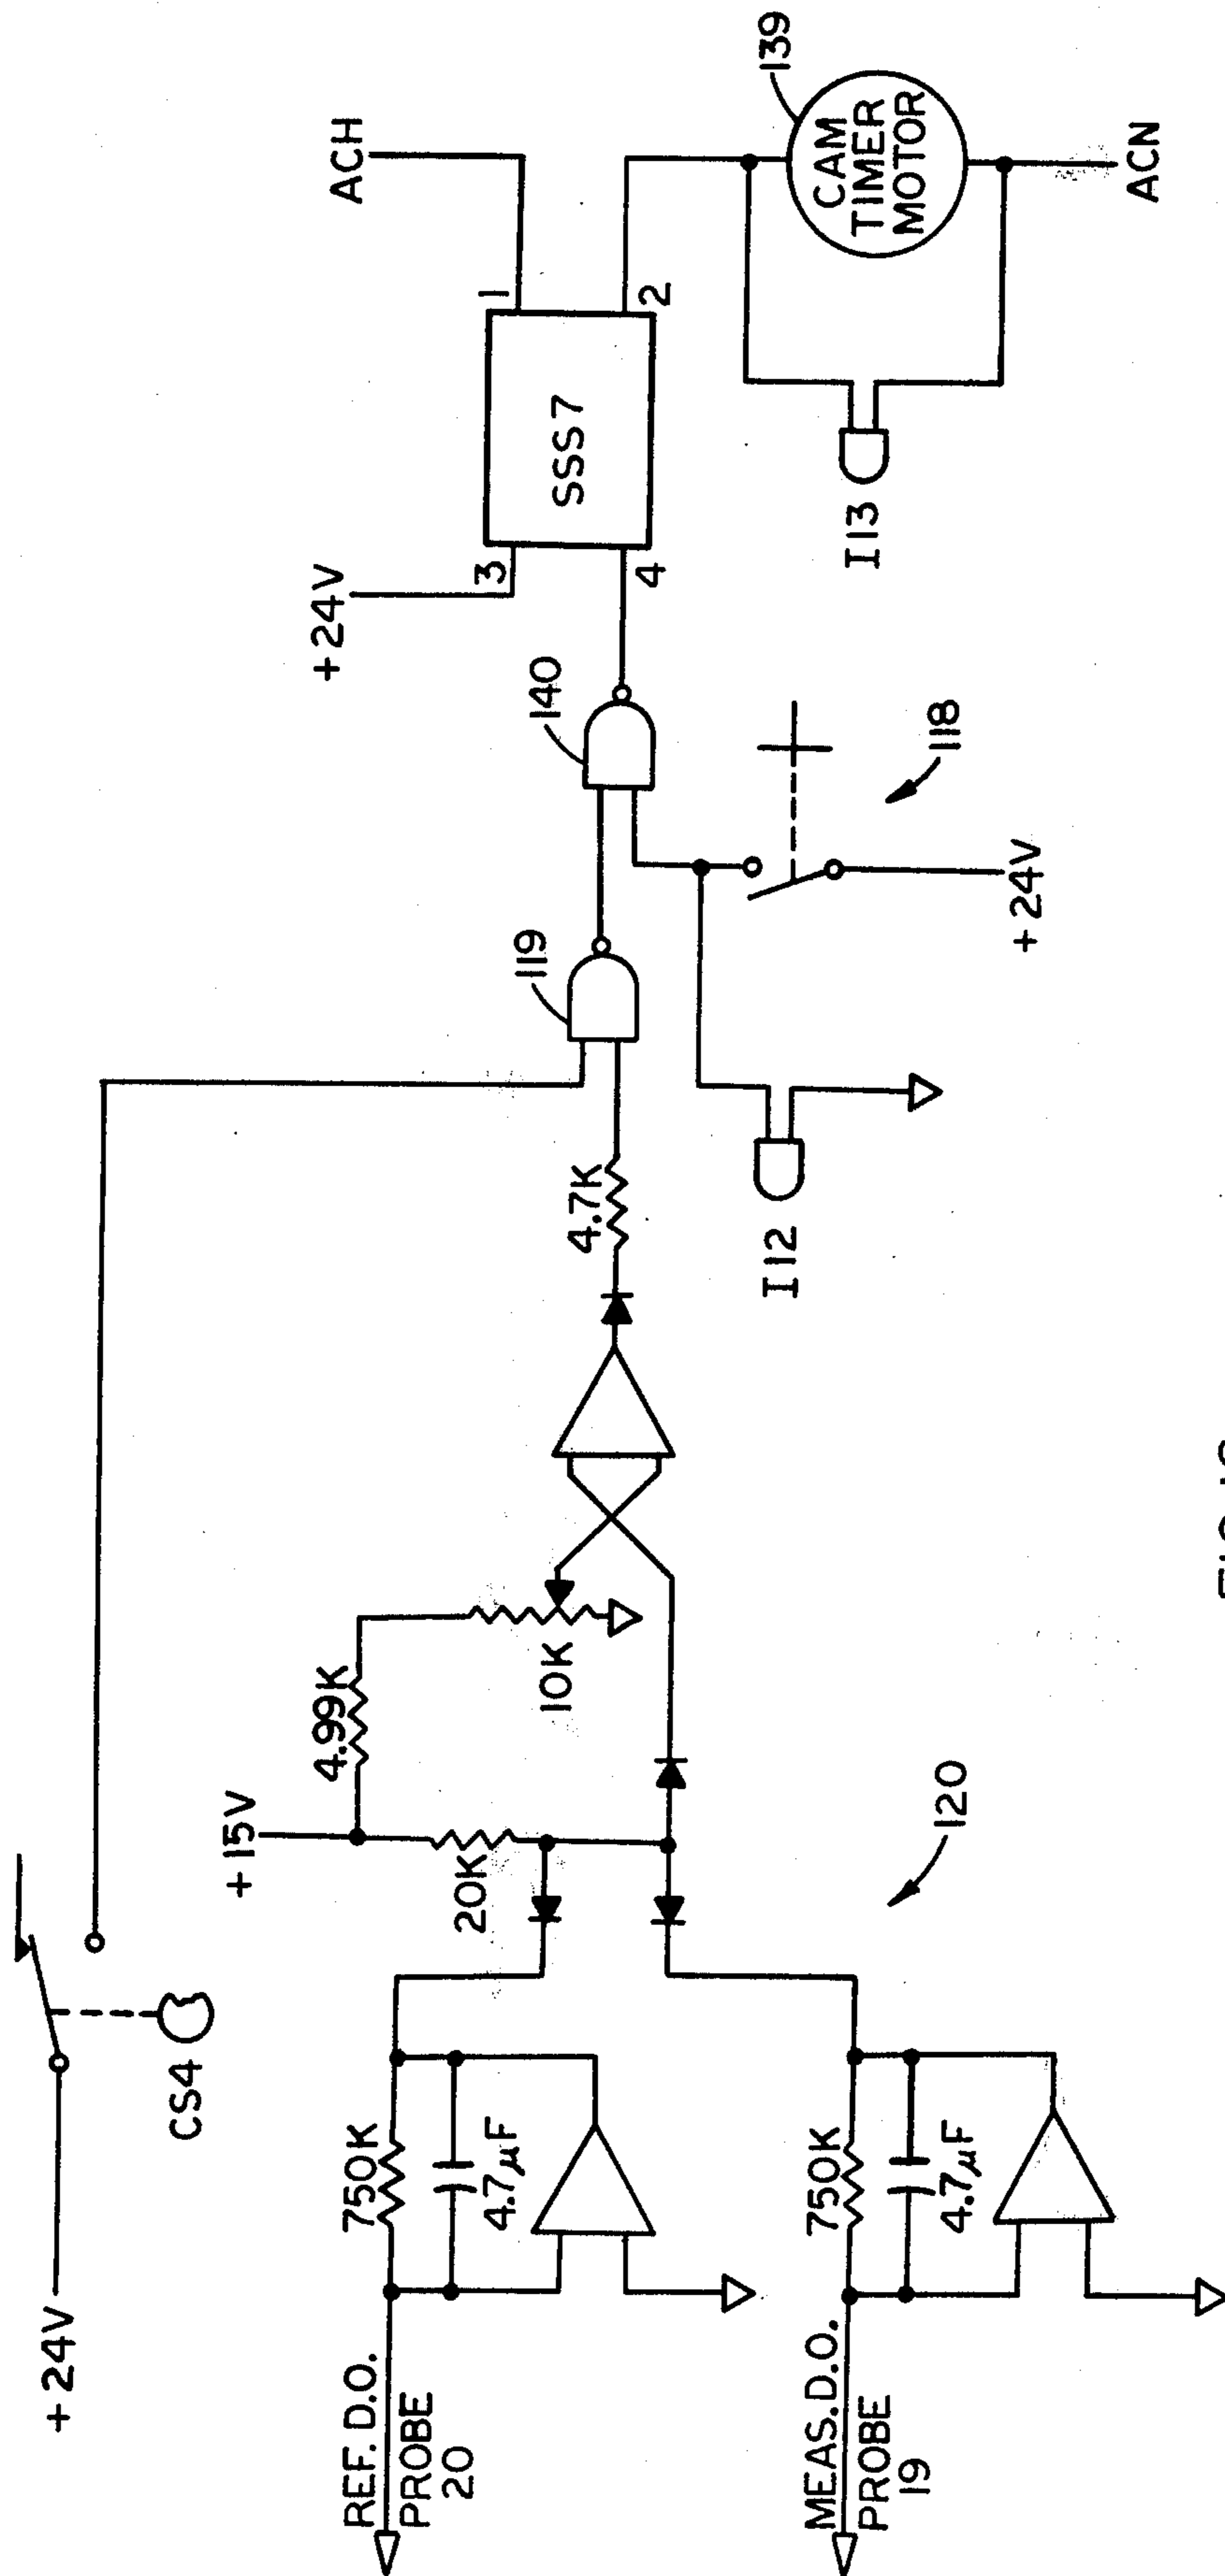 +24V
CS4
REF. D.O.
PROBE
20
750K
4.7µF
MEAS. D.O.
PROBE
19
750K
4.7µF
+15V
20K
4.99K
10K
120
4.7K
119
140
I12
+24V
118
+24V
3
4
SSS7
1
2
ACH
I13
139
CAM
TIMER
MOTOR
ACN